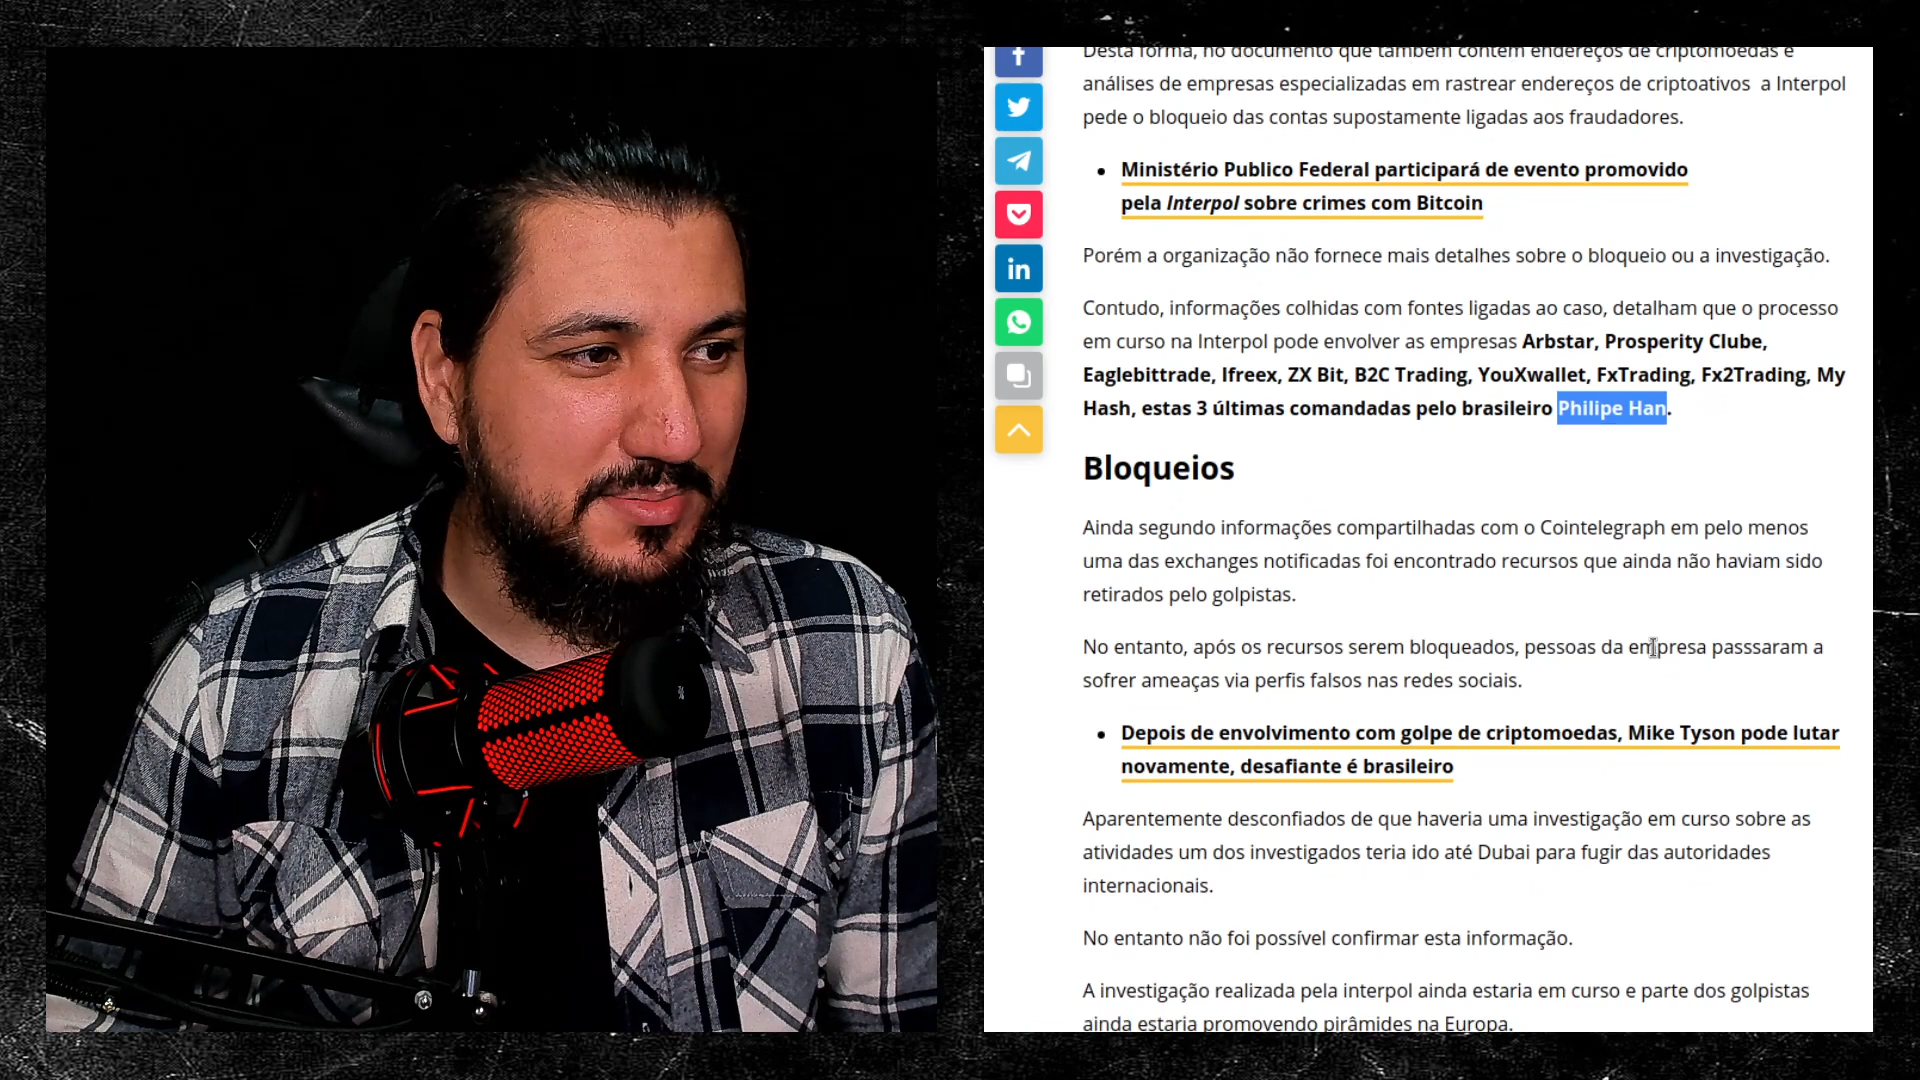 Desta forma, no documento que também contém endereços de criptomoedas e
análises de empresas especializadas em rastrear endereços de criptoativos a Interpol
pede o bloqueio das contas supostamente ligadas aos fraudadores.
Ministério Publico Federal participará de evento promovido
pela Interpol sobre crimes com Bitcoin
Porém a organização não fornece mais detalhes sobre o bloqueio ou a investigação.
Contudo, informações colhidas com fontes ligadas ao caso, detalham que o processo
em curso na Interpol pode envolver as empresas Arbstar, Prosperity Clube,
Eaglebittrade, Ifreex, ZX Bit, B2C Trading, YouXwallet, FxTrading, Fx2Trading, My
Hash, estas 3 últimas comandadas pelo brasileiro Philipe Han.
Bloqueios
Ainda segundo informações compartilhadas com o Cointelegraph em pelo menos
uma das exchanges notificadas foi encontrado recursos que ainda não haviam sido
retirados pelo golpistas.
No entanto, após os recursos serem bloqueados, pessoas da empresa passsaram a
sofrer ameaças via perfis falsos nas redes sociais.
Depois de envolvimento com golpe de criptomoedas, Mike Tyson pode lutar
novamente, desafiante é brasileiro
Aparentemente desconfiados de que haveria uma investigação em curso sobre as
atividades um dos investigados teria ido até Dubai para fugir das autoridades
internacionais.
No entanto não foi possível confirmar esta informação.
A investigação realizada pela interpol ainda estaria em curso e parte dos golpistas
ainda estaria promovendo pirâmides na Europa.